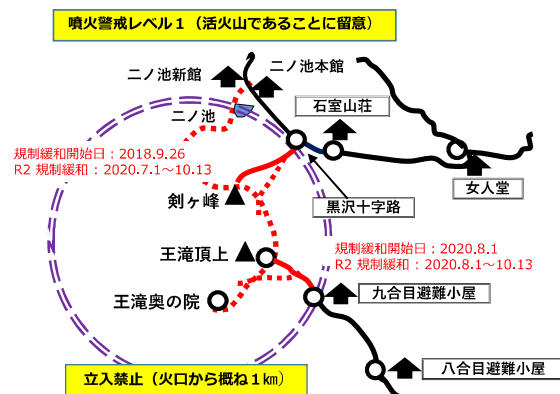 噴火警戒レベル１（活火山であることに留意）
二ノ池新館
二ノ池本館
二ノ池
石室山荘
規制緩和開始日：2018.9.26
R2 規制緩和：2020.7.1～10.13
女人堂
剣ヶ峰
黒沢十字路
王滝頂上
規制緩和開始日：2020.8.1
R2 規制緩和：2020.8.1～10.13
王滝奥の院
九合目避難小屋
立入禁止（火口から概ね１㎞）
八合目避難小屋